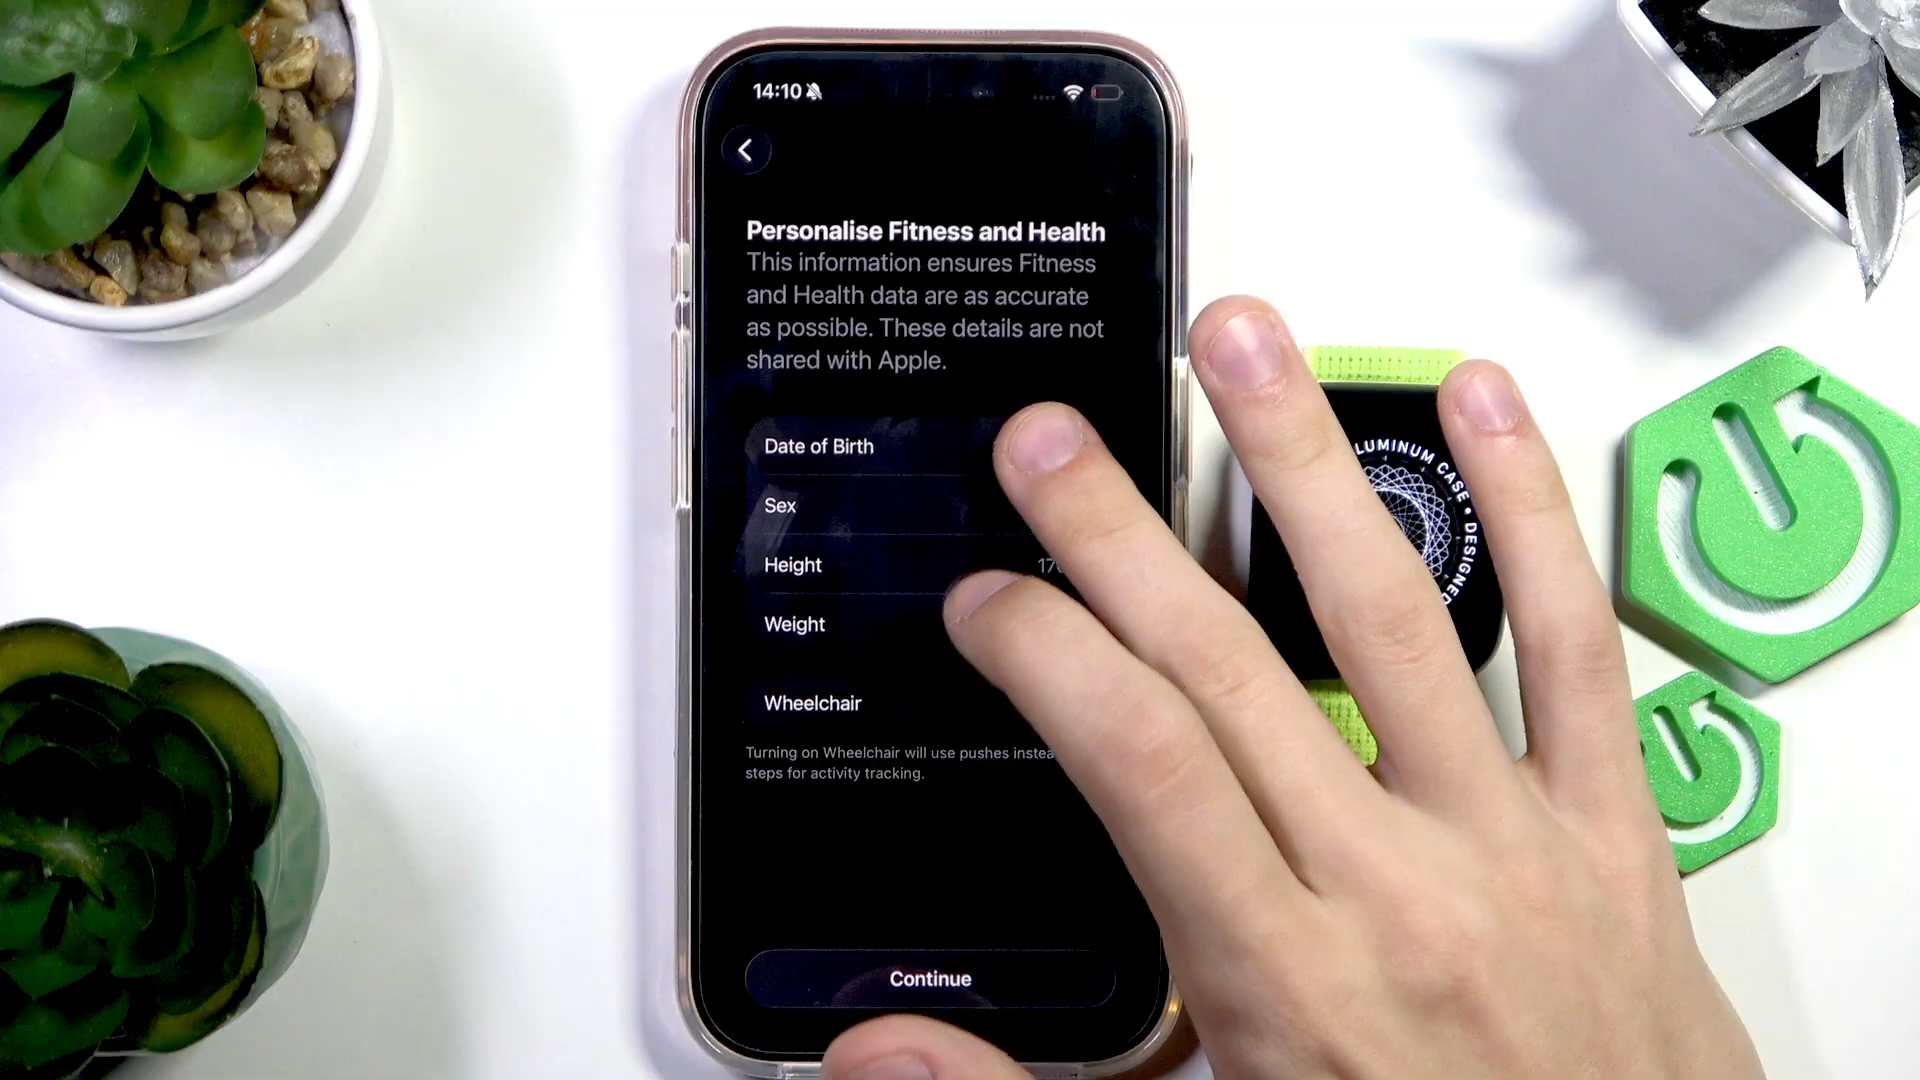 14:10
Personalise Fitness and Health
This information ensures Fitness
and Health data are as accurate
as possible. These details are not
shared with Apple.
Date of Birth
Sex
Height
Weight
Wheelchair
Turning on Wheelchair will use pushes
steps for activity tracking.
Continue
CASE • DESIGNED